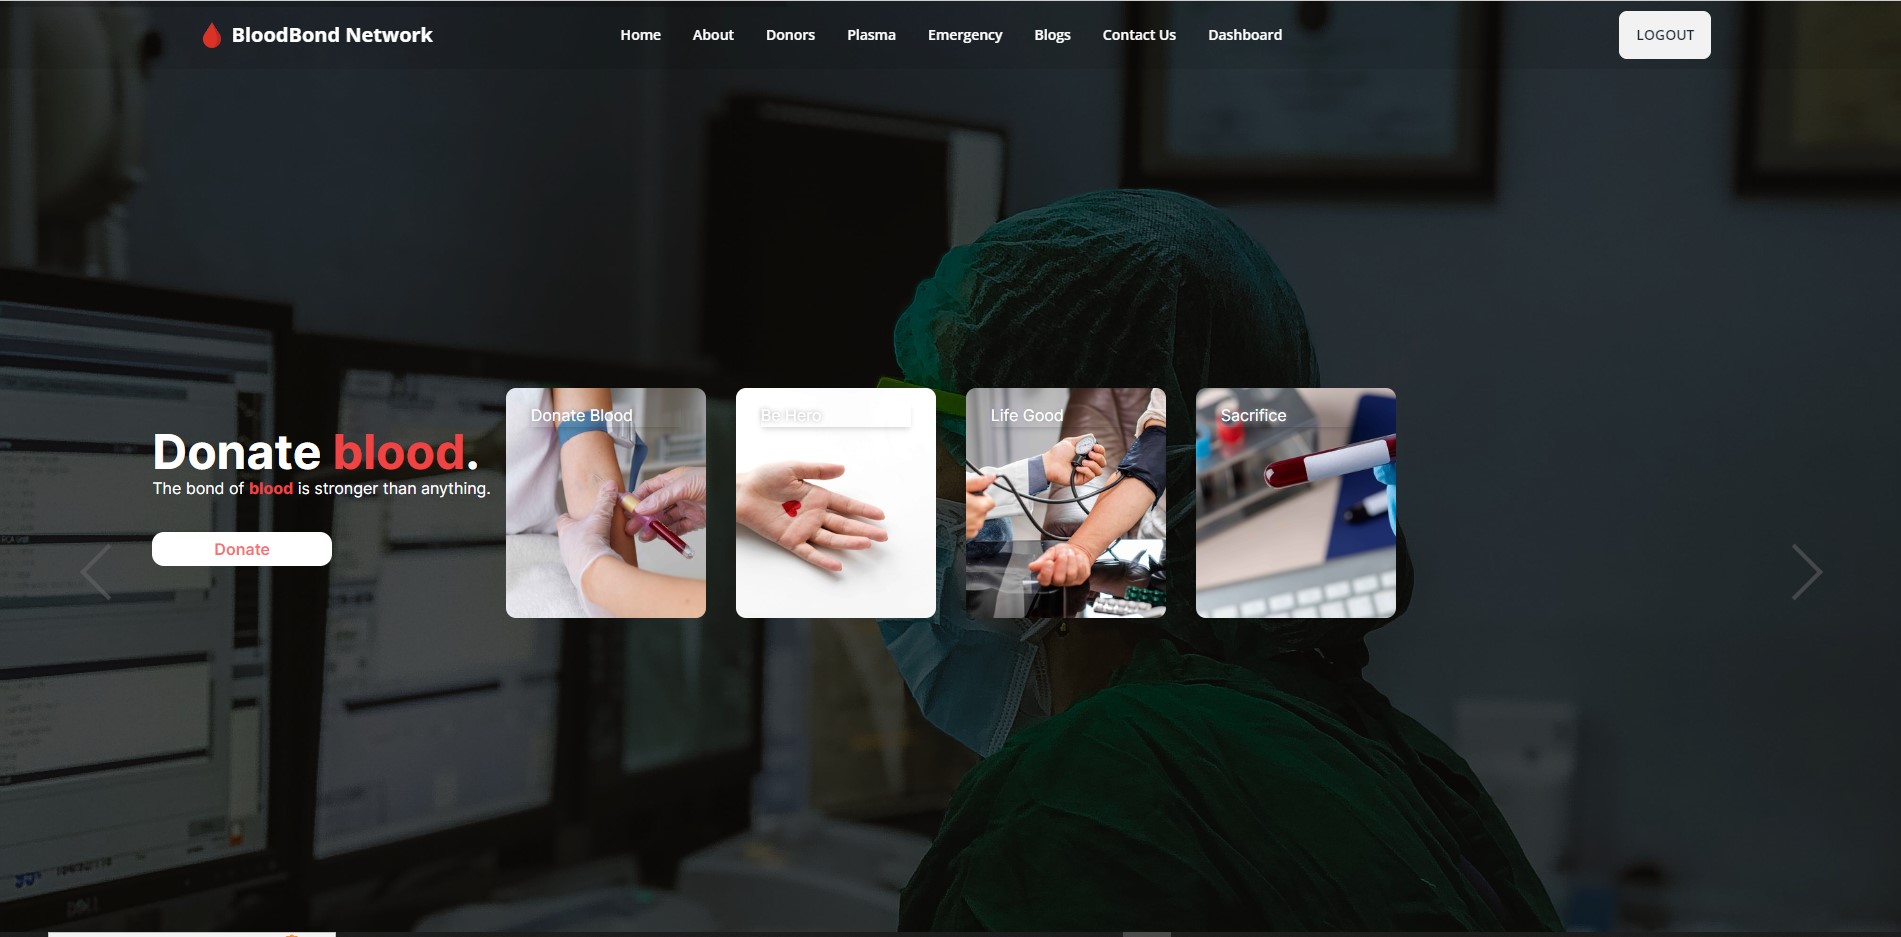 BloodBond Network
Home About Donors Plasma Emergency Blogs Contact Us Dashboard
LOGOUT
Donate Blood
Be Hero
Life Good
Sacrifice
Donate blood.
The bond of blood is stronger than anything.
Donate
DELL